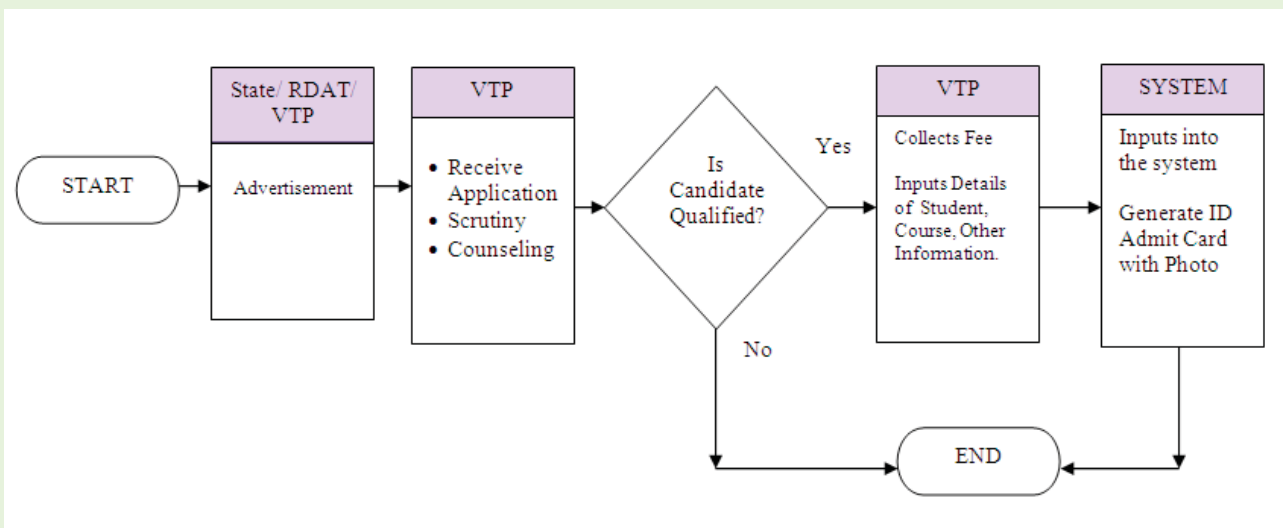 START
State/ RDAT/
VTP
Advertisement
VTP
• Receive
Application
• Scrutiny
• Counseling
Is
Candidate
Qualified?
Yes
No
VTP
Collects Fee
Inputs Details
of Student,
Course, Other
Information.
SYSTEM
Inputs into
the system
Generate ID
Admit Card
with Photo
END